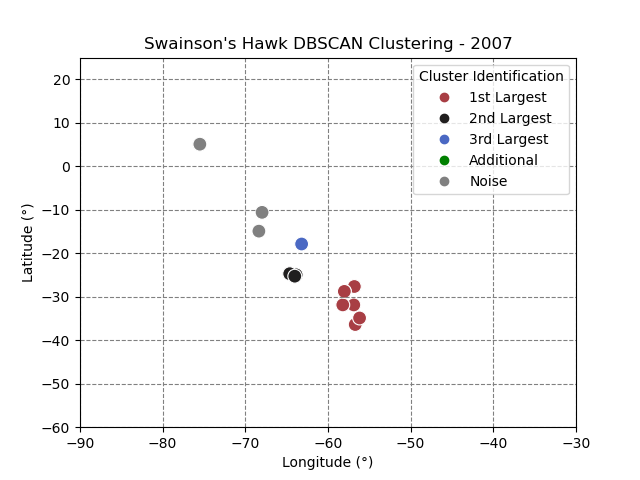 Swainson's Hawk DBSCAN Clustering - 2007
Cluster Identification
1st Largest
2nd Largest
3rd Largest
Additional
Noise
Latitude (°)
20
10
0
−10
−20
−30
−40
−50
−60
−90 −80 −70 −60 −50 −40 −30
Longitude (°)